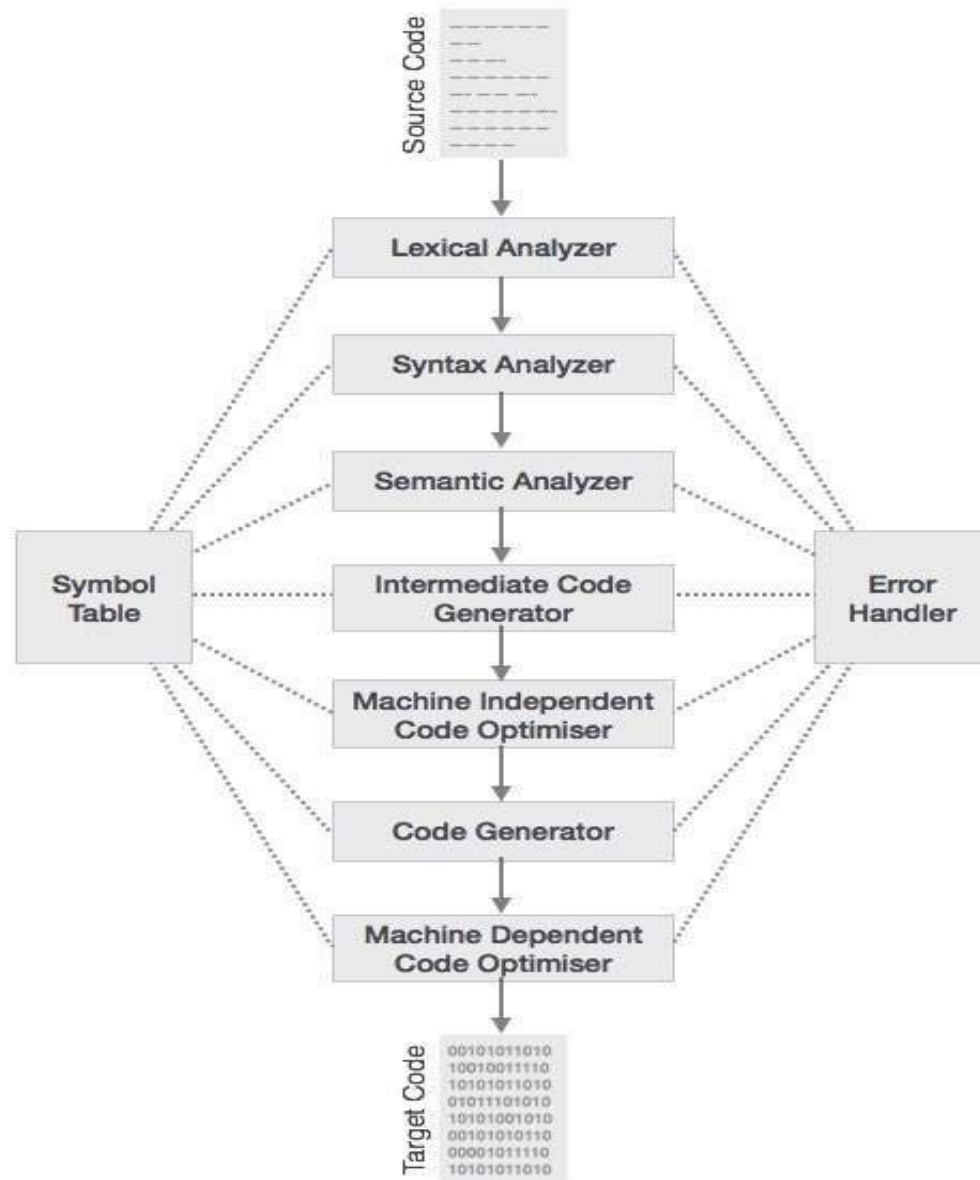 Source Code
Lexical Analyzer
Syntax Analyzer
Semantic Analyzer
Symbol
Table
Intermediate Code
Generator
Error
Handler
Machine Independent
Code Optimiser
Code Generator
Machine Dependent
Code Optimiser
Target Code
00101011010
10010011110
10101011010
01011101010
10101001010
00101010110
00001011110
10101011010